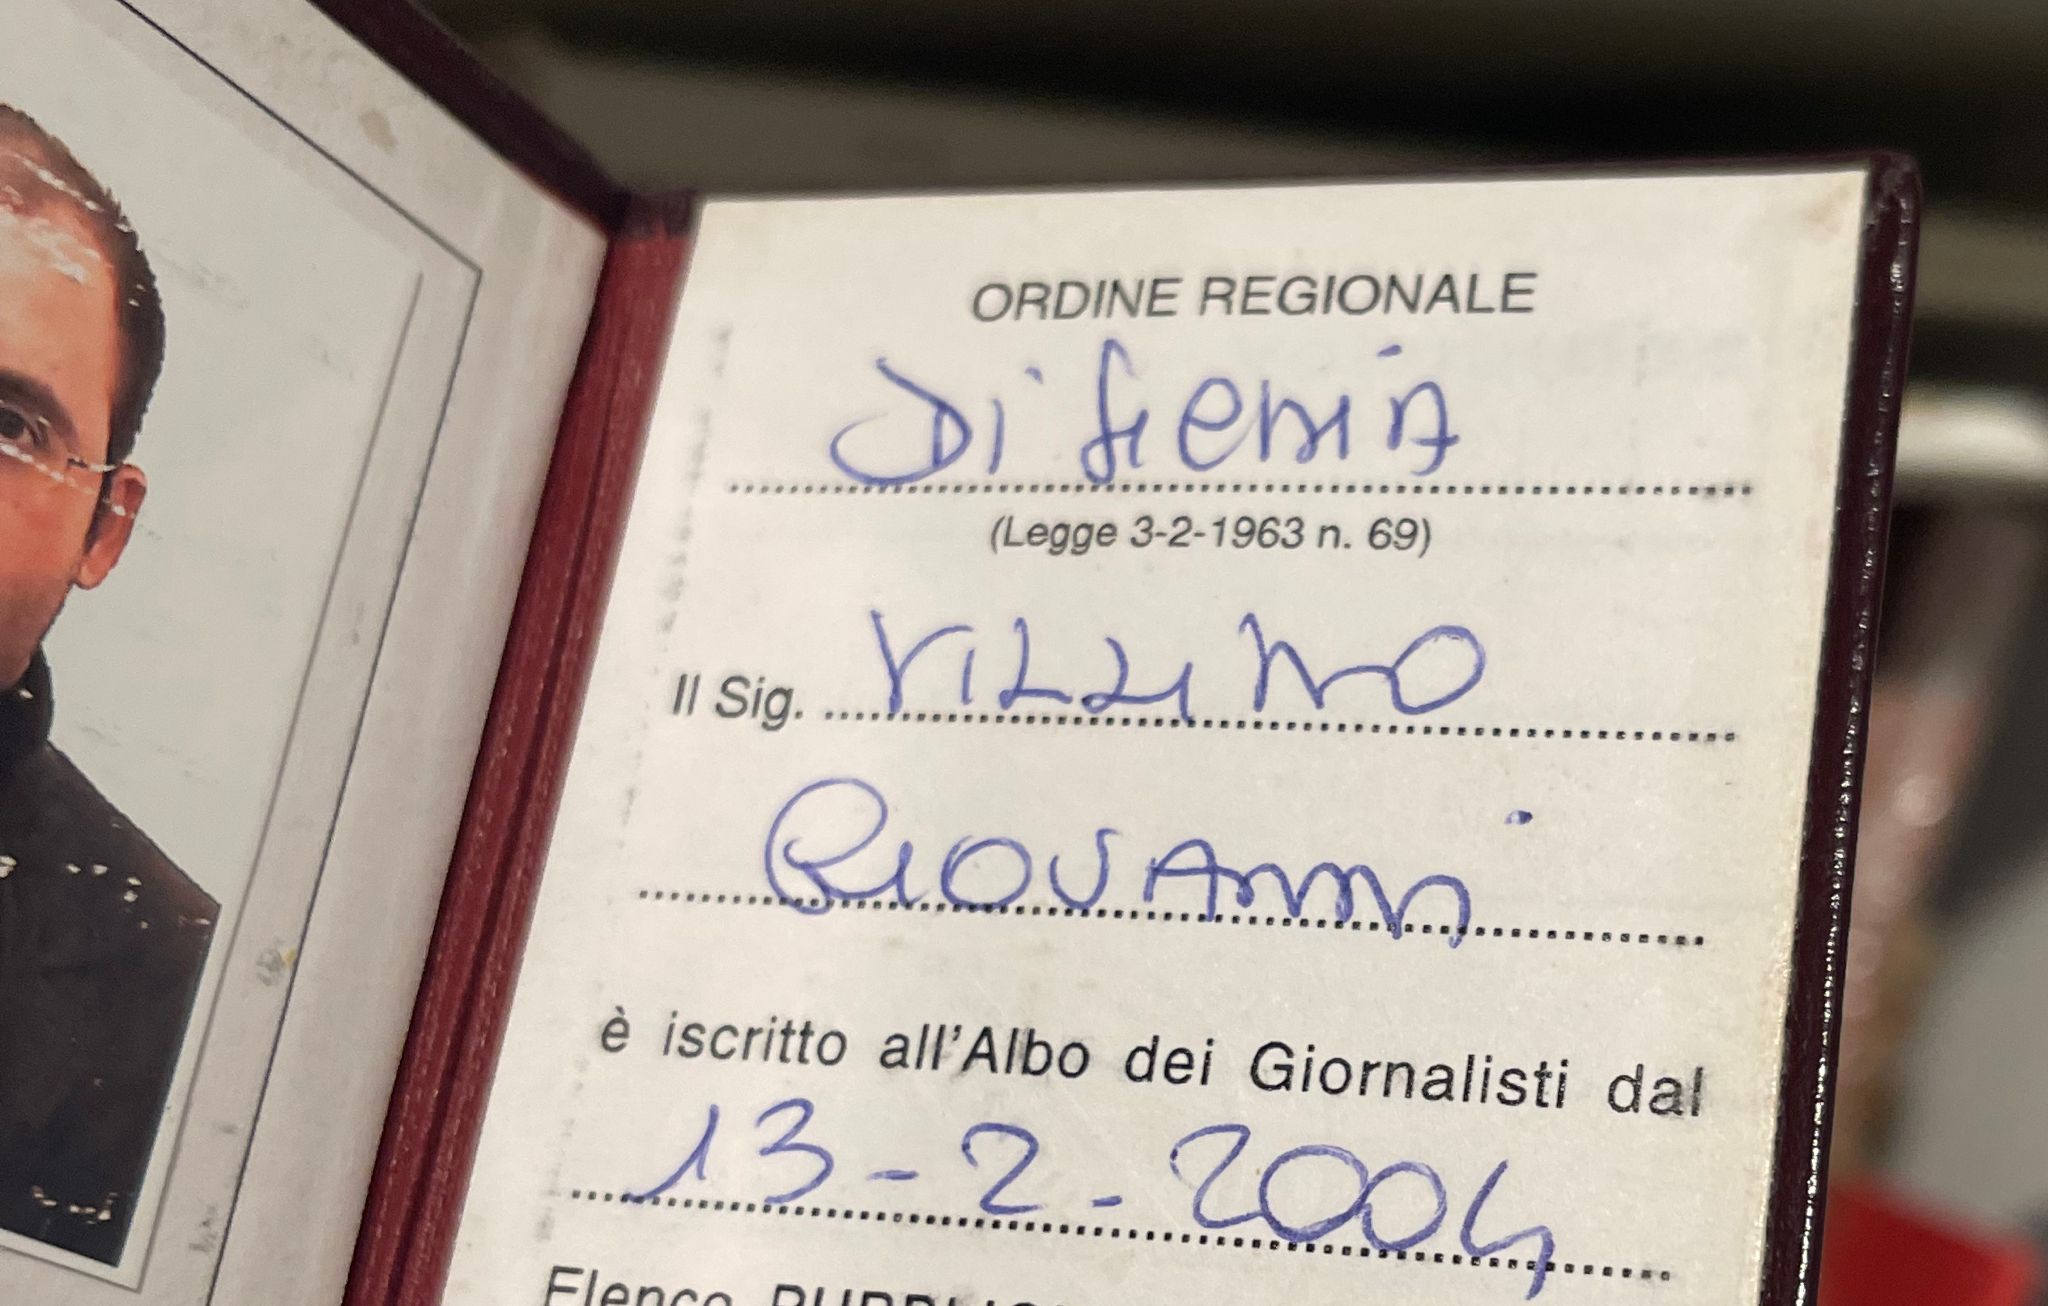 ORDINE REGIONALE
Di SiciliA
(Legge 3-2-1963 n. 69)
Il Sig. VILLINO
GIOVANNi
è iscritto all'Albo dei Giornalisti dal
13-2-2004
Elenco